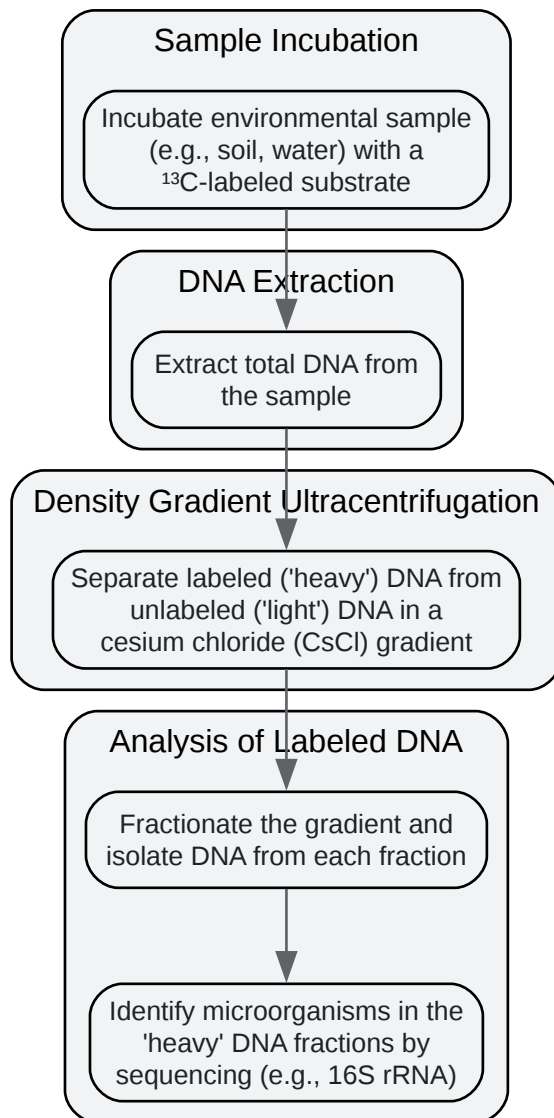 Sample Incubation
Incubate environmental sample
(e.g., soil, water) with a
¹³C-labeled substrate
DNA Extraction
Extract total DNA from
the sample
Density Gradient Ultracentrifugation
Separate labeled ('heavy') DNA from
unlabeled ('light') DNA in a
cesium chloride (CsCl) gradient
Analysis of Labeled DNA
Fractionate the gradient and
isolate DNA from each fraction
Identify microorganisms in the
'heavy' DNA fractions by
sequencing (e.g., 16S rRNA)